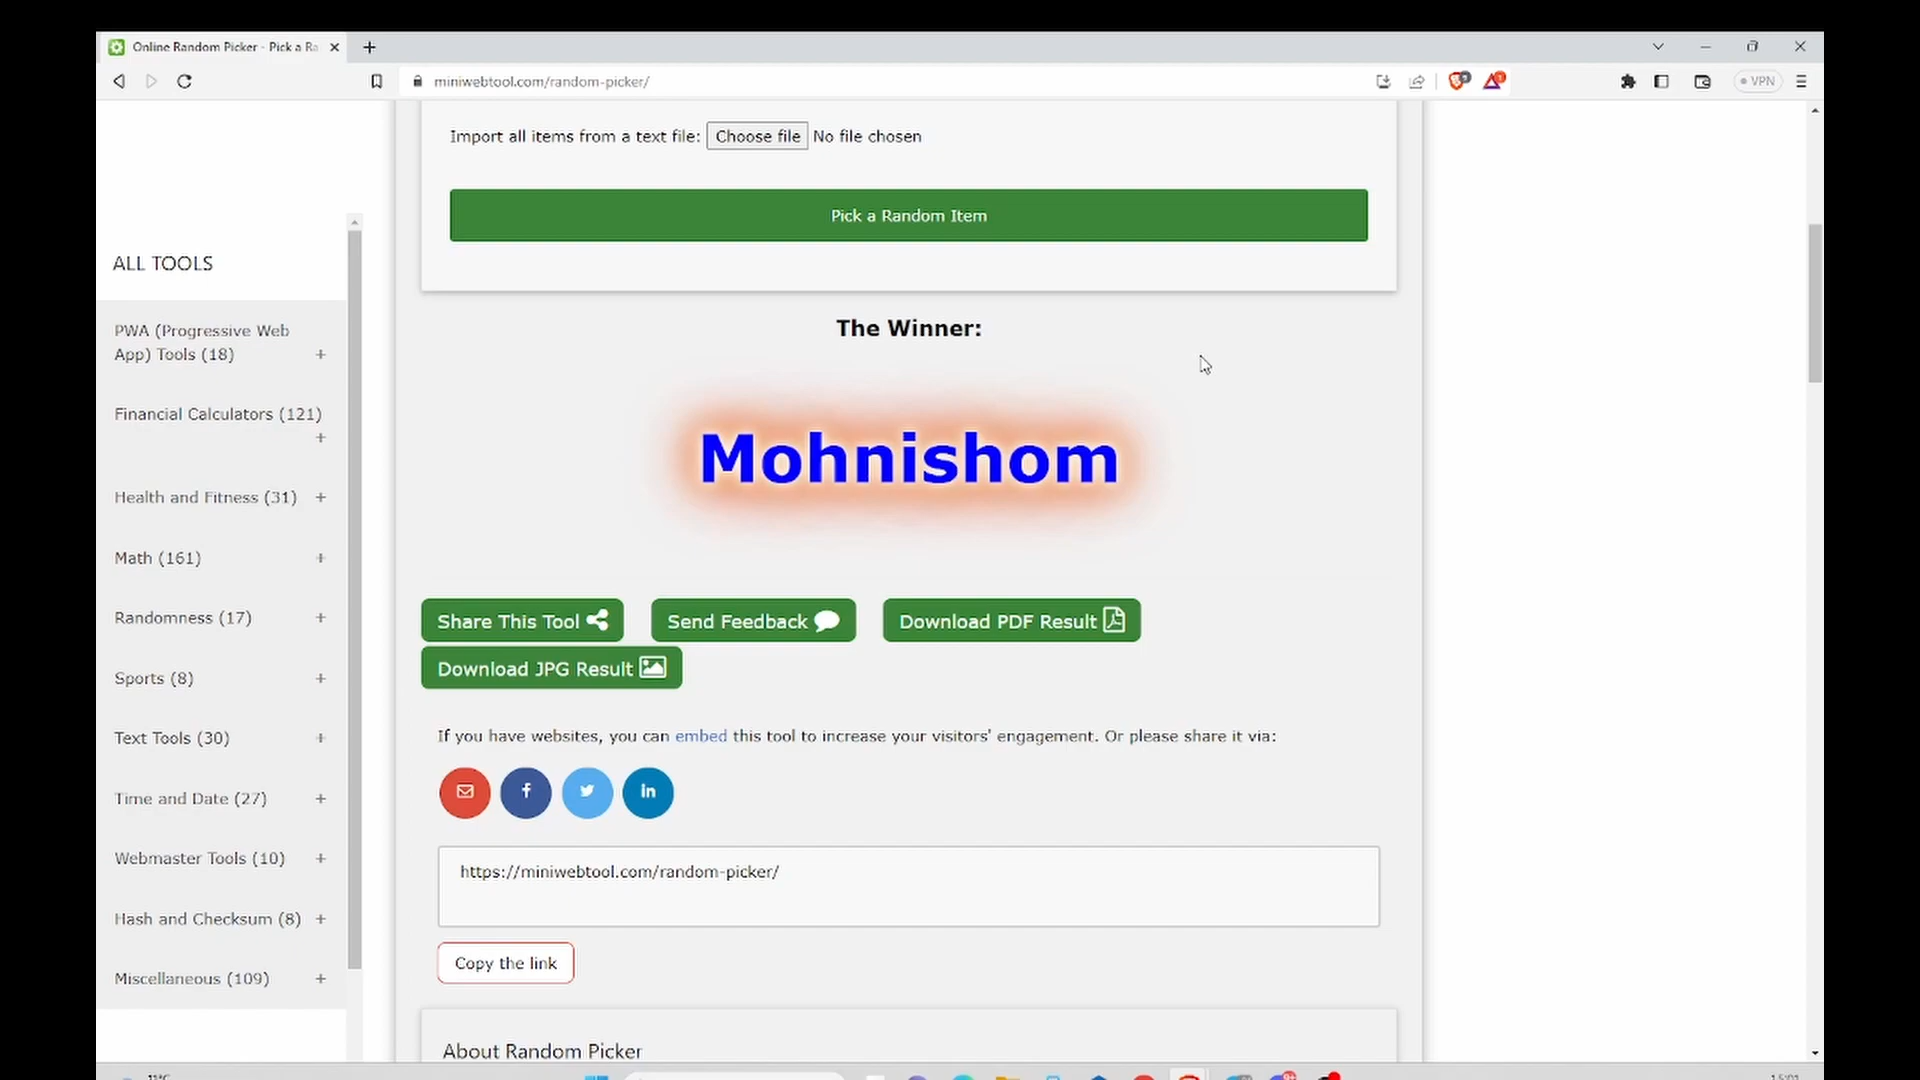 Online Random Picker - Pick a Ra
miniwebtool.com/random-picker/
VPN
Import all items from a text file: Choose file No file chosen
Pick a Random Item
ALL TOOLS
PWA (Progressive Web
App) Tools (18) +
Financial Calculators (121)
+
Health and Fitness (31) +
Math (161) +
Randomness (17) +
Sports (8) +
Text Tools (30) +
Time and Date (27) +
Webmaster Tools (10) +
Hash and Checksum (8) +
Miscellaneous (109) +
The Winner:
Mohnishom
Share This Tool
Send Feedback
Download PDF Result
Download JPG Result
If you have websites, you can embed this tool to increase your visitors' engagement. Or please share it via:
https://miniwebtool.com/random-picker/
Copy the link
About Random Picker